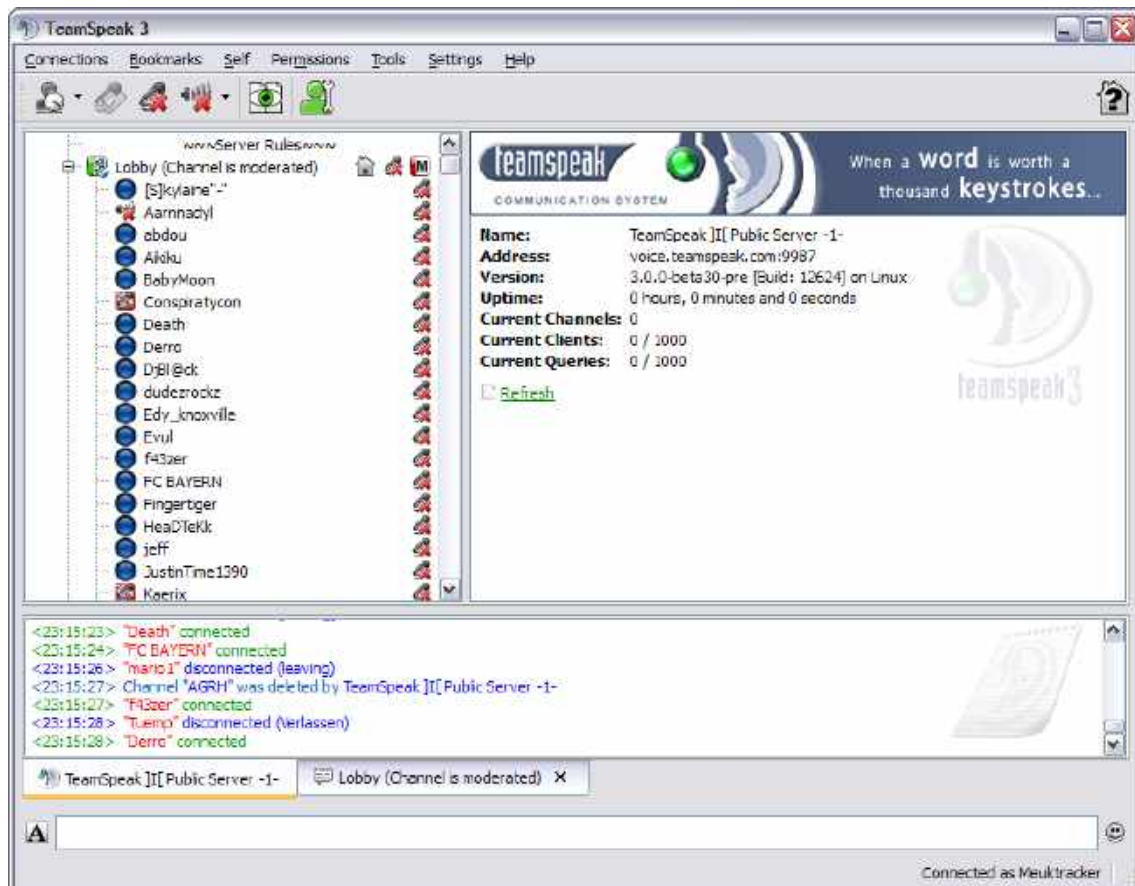 TeamSpeak 3
Connections Bookmarks Self Permissions Tools Settings Help
~~~Server Rules~~~
Lobby (Channel is moderated)
M
[S]kylaine"-"
Aarnnadyl
abdou
Aikku
BabyMoon
Conspiratycon
Death
Derro
DjBl@ck
dudezrockz
Edy_knoxville
Evul
f43zer
FC BAYERN
Fingertiger
HeaDTeKk
jeff
JustinTime1390
Kaerix
teamspeak
COMMUNICATION SYSTEM
When a word is worth a
thousand keystrokes...
Name: TeamSpeak ]I[ Public Server -1-
Address: voice.teamspeak.com:9987
Version: 3.0.0-beta30-pre [Build: 12624] on Linux
Uptime: 0 hours, 0 minutes and 0 seconds
Current Channels: 0
Current Clients: 0 / 1000
Current Queries: 0 / 1000
Refresh
teamspeak 3
<23:15:23> "Death" connected
<23:15:24> "FC BAYERN" connected
<23:15:26> "mario1" disconnected (leaving)
<23:15:27> Channel "AGRH" was deleted by TeamSpeak ]I[ Public Server -1-
<23:15:27> "f43zer" connected
<23:15:28> "Tuemp" disconnected (Verlassen)
<23:15:28> "Derro" connected
TeamSpeak ]I[ Public Server -1- Lobby (Channel is moderated) X
A
Connected as Meuktracker